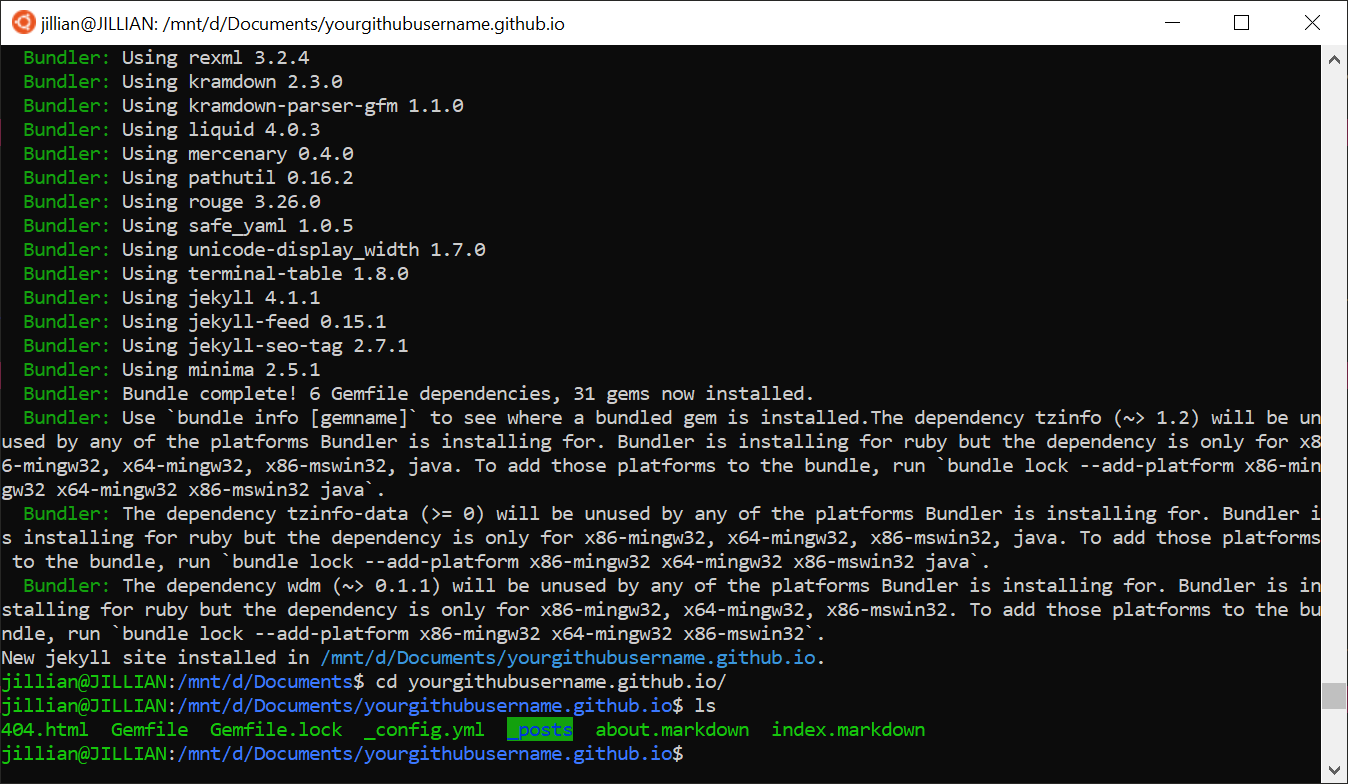 jillian@JILLIAN: /mnt/d/Documents/yourgithubusername.github.io
Bundler: Using rexml 3.2.4
Bundler: Using kramdown 2.3.0
Bundler: Using kramdown-parser-gfm 1.1.0
Bundler: Using liquid 4.0.3
Bundler: Using mercenary 0.4.0
Bundler: Using pathutil 0.16.2
Bundler: Using rouge 3.26.0
Bundler: Using safe_yaml 1.0.5
Bundler: Using unicode-display_width 1.7.0
Bundler: Using terminal-table 1.8.0
Bundler: Using jekyll 4.1.1
Bundler: Using jekyll-feed 0.15.1
Bundler: Using jekyll-seo-tag 2.7.1
Bundler: Using minima 2.5.1
Bundler: Bundle complete! 6 Gemfile dependencies, 31 gems now installed.
Bundler: Use `bundle info [gemname]` to see where a bundled gem is installed.The dependency tzinfo (~> 1.2) will be un
used by any of the platforms Bundler is installing for. Bundler is installing for ruby but the dependency is only for x8
6-mingw32, x64-mingw32, x86-mswin32, java. To add those platforms to the bundle, run `bundle lock --add-platform x86-min
gw32 x64-mingw32 x86-mswin32 java`.
Bundler: The dependency tzinfo-data (>= 0) will be unused by any of the platforms Bundler is installing for. Bundler i
s installing for ruby but the dependency is only for x86-mingw32, x64-mingw32, x86-mswin32, java. To add those platforms
to the bundle, run `bundle lock --add-platform x86-mingw32 x64-mingw32 x86-mswin32 java`.
Bundler: The dependency wdm (~> 0.1.1) will be unused by any of the platforms Bundler is installing for. Bundler is in
stalling for ruby but the dependency is only for x86-mingw32, x64-mingw32, x86-mswin32. To add those platforms to the bu
ndle, run `bundle lock --add-platform x86-mingw32 x64-mingw32 x86-mswin32`.
New jekyll site installed in /mnt/d/Documents/yourgithubusername.github.io.
jillian@JILLIAN:/mnt/d/Documents$ cd yourgithubusername.github.io/
jillian@JILLIAN:/mnt/d/Documents/yourgithubusername.github.io$ ls
404.html  Gemfile  Gemfile.lock  _config.yml  _posts  about.markdown  index.markdown
jillian@JILLIAN:/mnt/d/Documents/yourgithubusername.github.io$